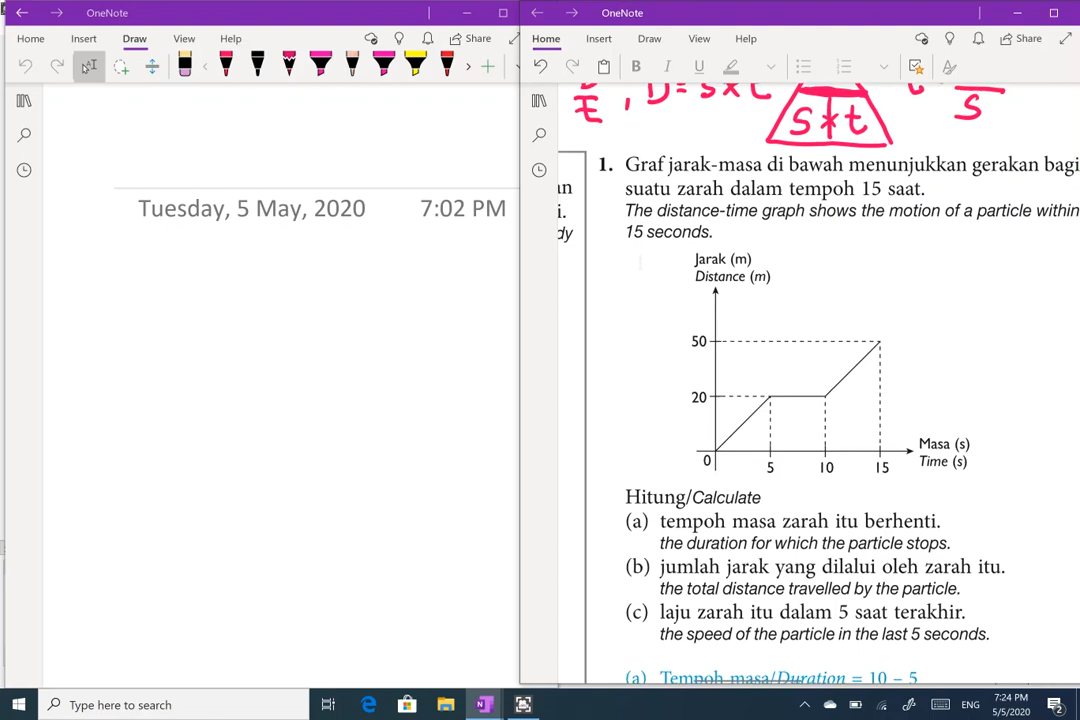 OneNote
Home Insert Draw View Help Share
Tuesday, 5 May, 2020 7:02 PM
OneNote
Home Insert Draw View Help Share
B I U
D = s x t
s * t
s
an
i.
dy
1. Graf jarak-masa di bawah menunjukkan gerakan bagi
suatu zarah dalam tempoh 15 saat.
The distance-time graph shows the motion of a particle within
15 seconds.
Jarak (m)
Distance (m)
50
20
0 5 10 15
Masa (s)
Time (s)
Hitung/Calculate
(a) tempoh masa zarah itu berhenti.
the duration for which the particle stops.
(b) jumlah jarak yang dilalui oleh zarah itu.
the total distance travelled by the particle.
(c) laju zarah itu dalam 5 saat terakhir.
the speed of the particle in the last 5 seconds.
(a) Tempoh masa/Duration = 10 – 5
Type here to search
ENG
7:24 PM
5/5/2020
2